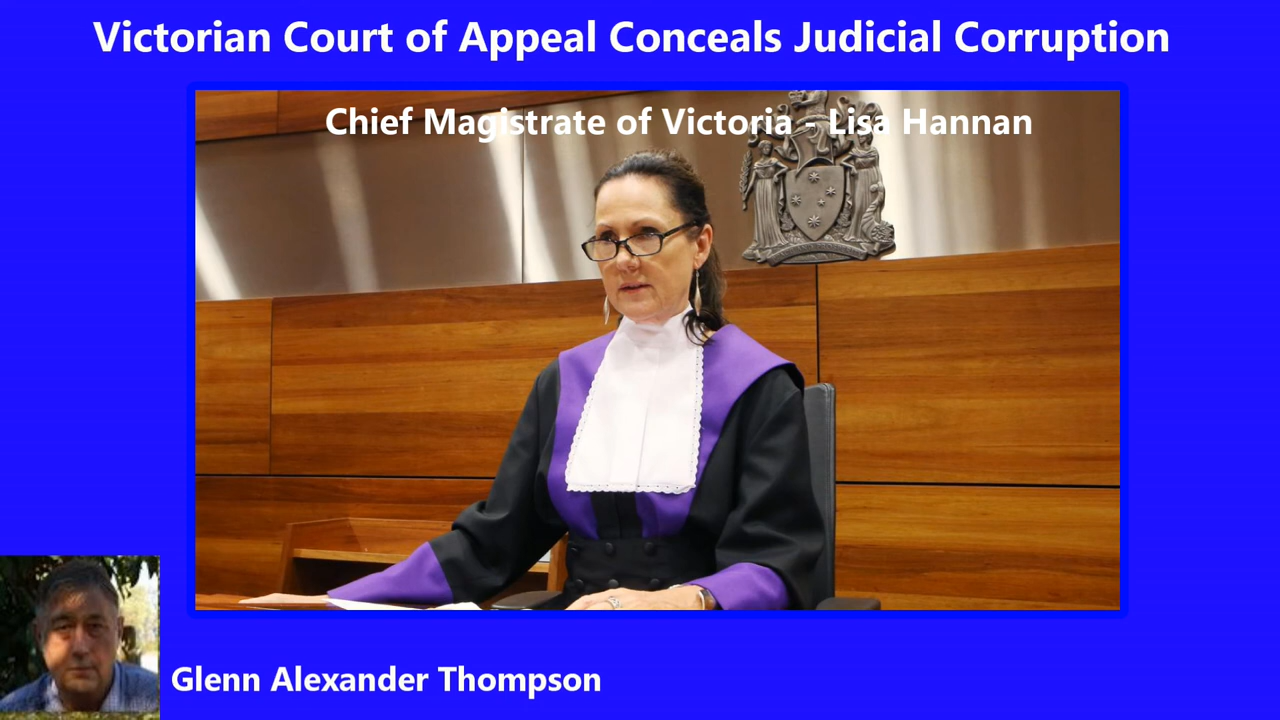 Victorian Court of Appeal Conceals Judicial Corruption
Chief Magistrate of Victoria - Lisa Hannan
Glenn Alexander Thompson